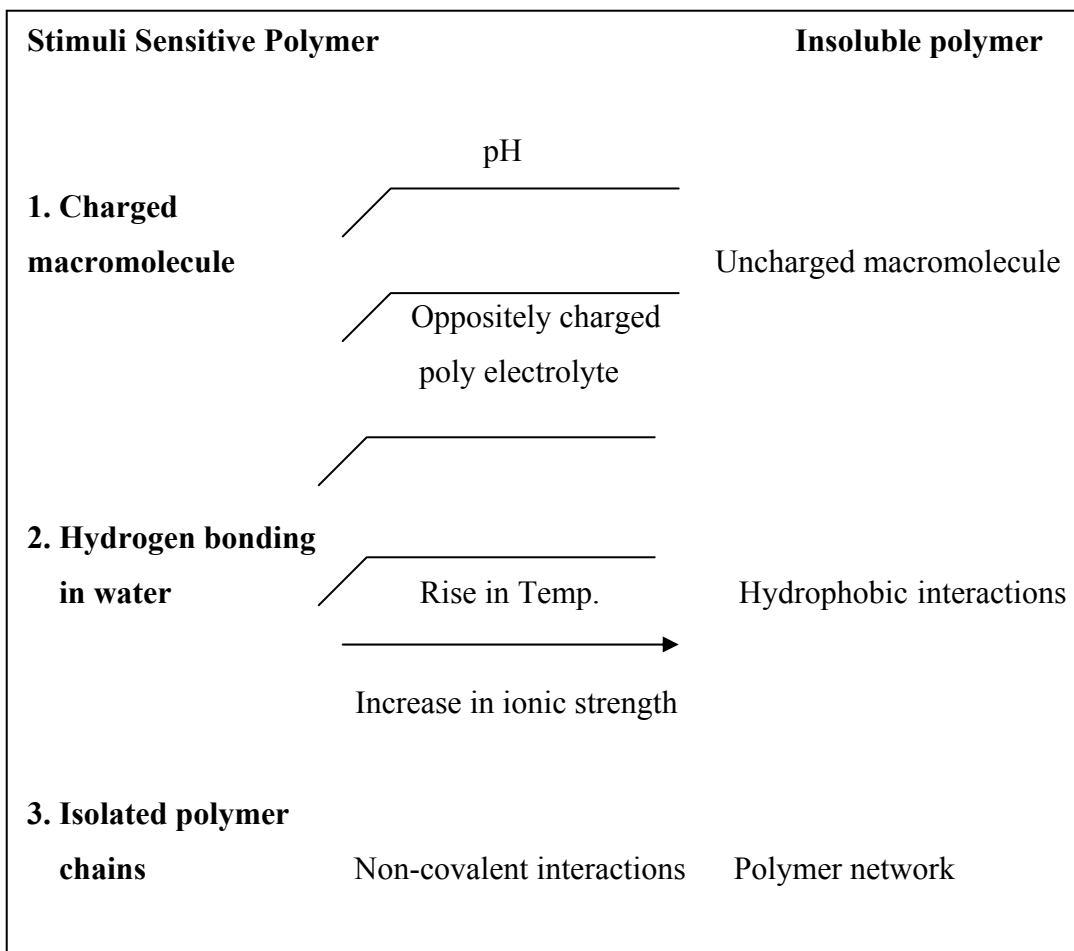 Stimuli Sensitive Polymer Insoluble polymer
pH
1. Charged
macromolecule Uncharged macromolecule
Oppositely charged
poly electrolyte
2. Hydrogen bonding
in water Rise in Temp. Hydrophobic interactions
Increase in ionic strength
3. Isolated polymer
chains Non-covalent interactions Polymer network